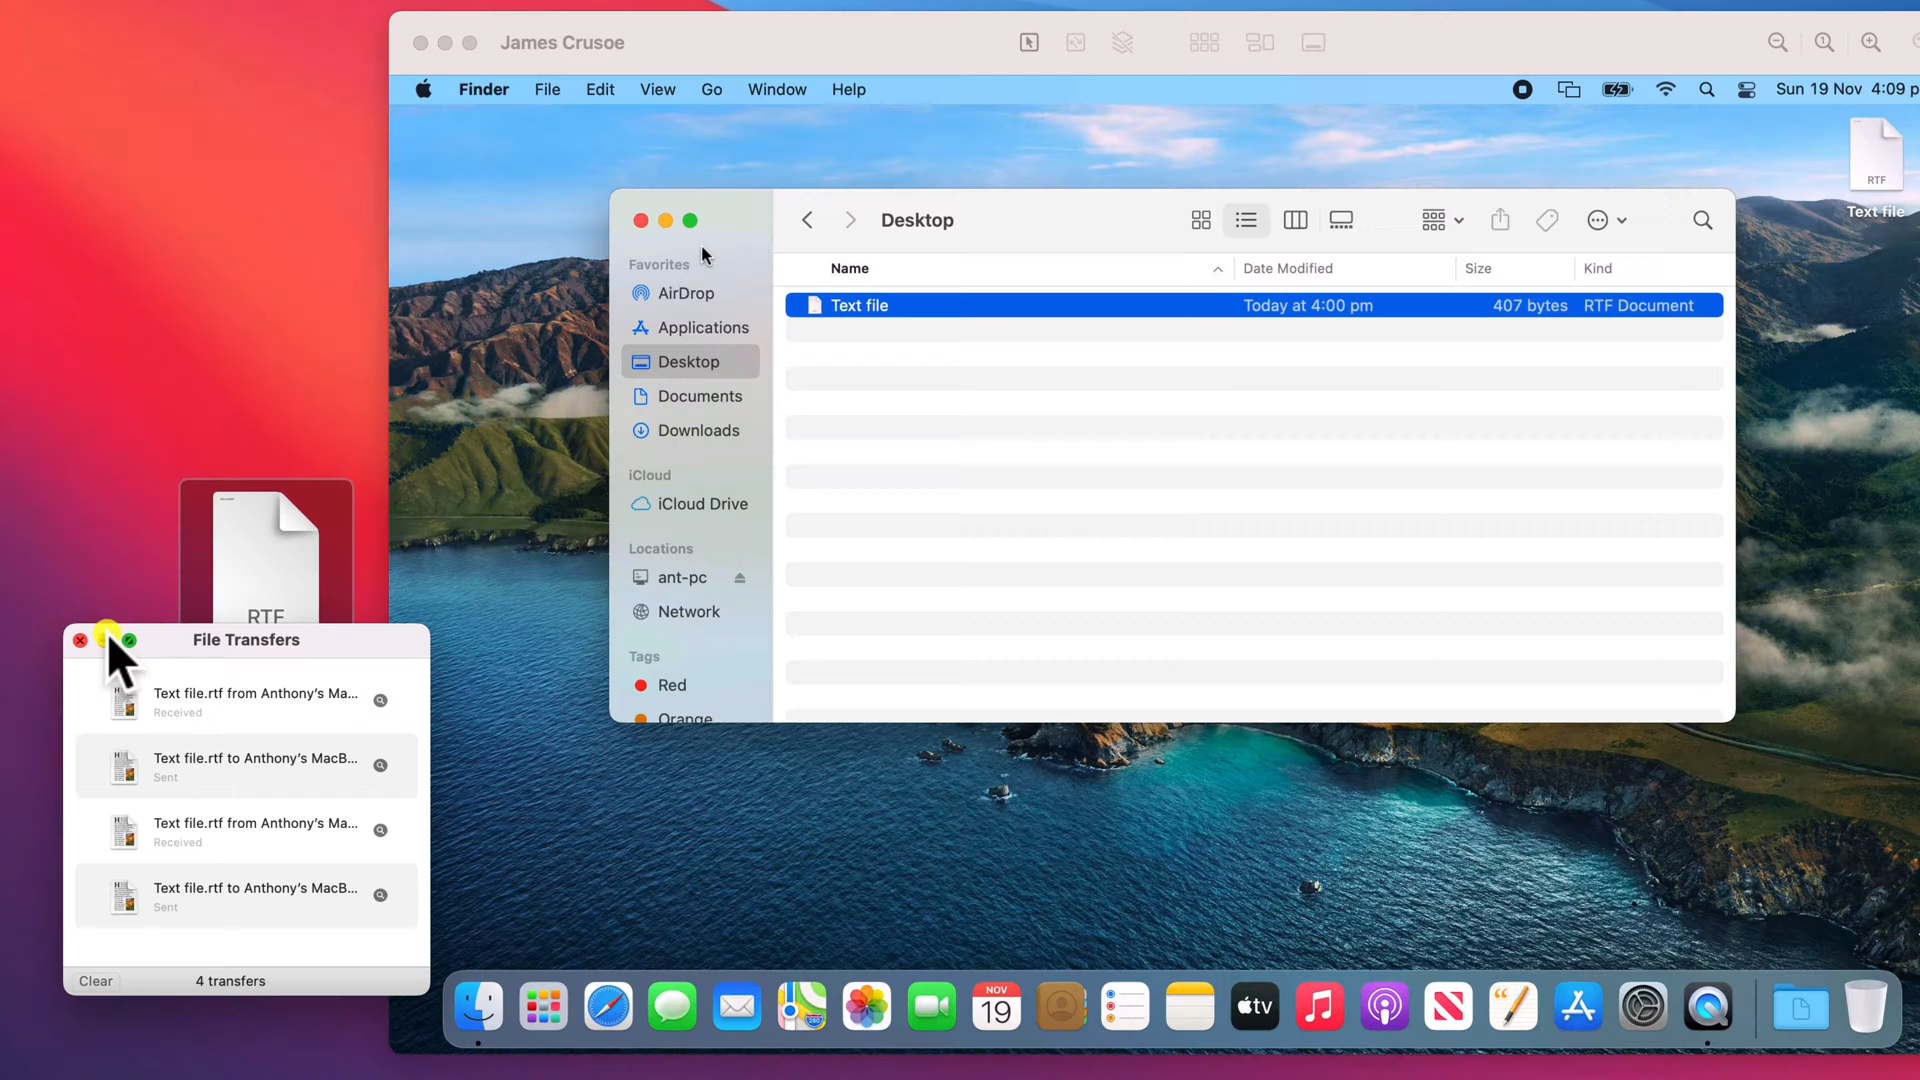 James Crusoe
Finder File Edit View Go Window Help
Sun 19 Nov 4:09 p
RTF
Text file
Desktop
Favorites
AirDrop
Applications
Desktop
Documents
Downloads
iCloud
iCloud Drive
Locations
ant-pc
Network
Tags
Red
Orange
Name Date Modified Size Kind
Text file Today at 4:00 pm 407 bytes RTF Document
RTF
File Transfers
Text file.rtf from Anthony's Ma...
Received
Text file.rtf to Anthony's MacB...
Sent
Text file.rtf from Anthony's Ma...
Received
Text file.rtf to Anthony's MacB...
Sent
Clear 4 transfers
280
NOV
19
tv